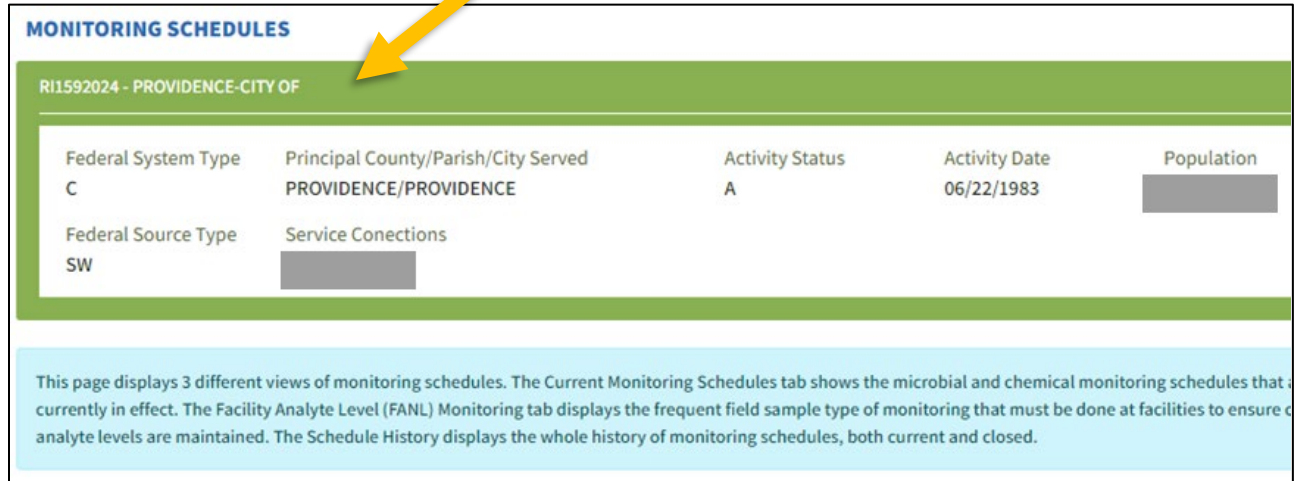 MONITORING SCHEDULES
RI1592024 - PROVIDENCE-CITY OF
Federal System Type Principal County/Parish/City Served Activity Status Activity Date Population
C PROVIDENCE/PROVIDENCE A 06/22/1983
Federal Source Type Service Conections
SW
This page displays 3 different views of monitoring schedules. The Current Monitoring Schedules tab shows the microbial and chemical monitoring schedules that
currently in effect. The Facility Analyte Level (FANL) Monitoring tab displays the frequent field sample type of monitoring that must be done at facilities to ensure
analyte levels are maintained. The Schedule History displays the whole history of monitoring schedules, both current and closed.